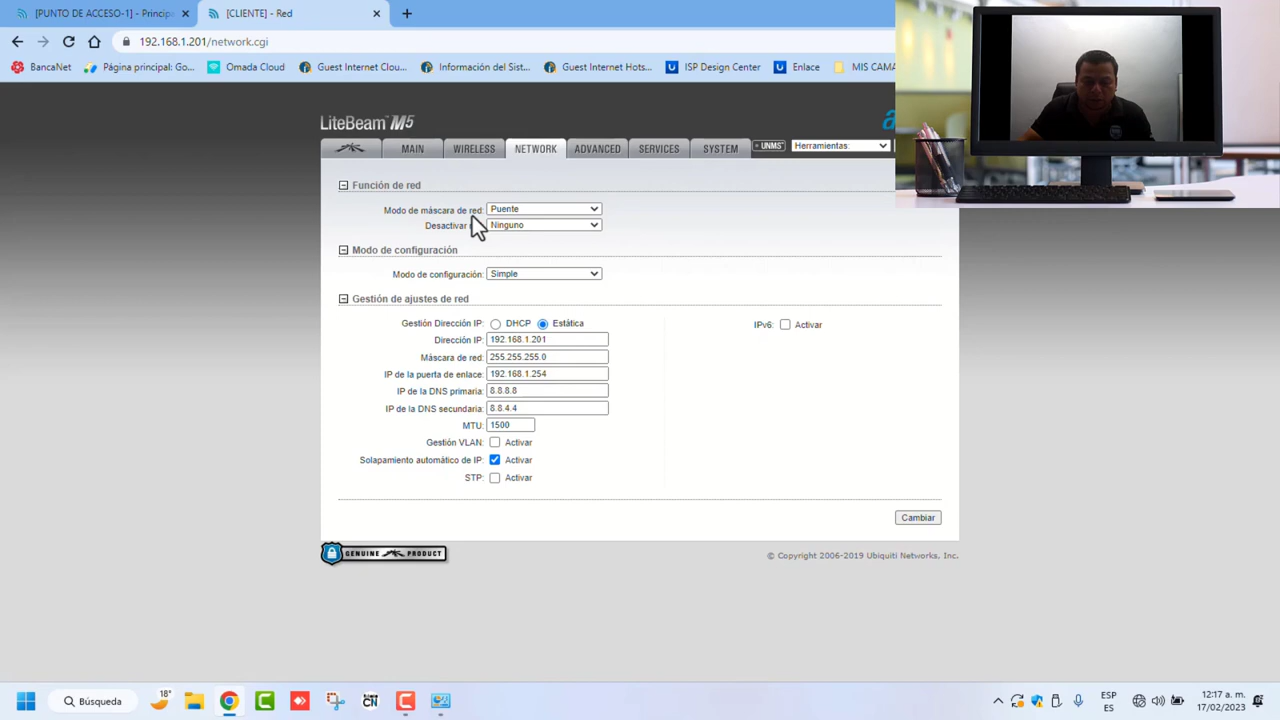 [PUNTO DE ACCESO-1] - Princip
[CLIENTE] - Red
192.168.1.201/network.cgi
BancaNet
Página principal: Go...
Omada Cloud
Guest Internet Clou...
Información del Sist...
Guest Internet Hots...
ISP Design Center
Enlace
MIS CAMA
LiteBeam M5
MAIN
WIRELESS
NETWORK
ADVANCED
SERVICES
SYSTEM
UNMS
Herramientas:
Función de red
Modo de máscara de red: Puente
Desactivar Ninguno
Modo de configuración
Modo de configuración: Simple
Gestión de ajustes de red
Gestión Dirección IP: DHCP Estática
IPv6: Activar
Dirección IP: 192.168.1.201
Máscara de red: 255.255.255.0
IP de la puerta de enlace: 192.168.1.254
IP de la DNS primaria: 8.8.8.8
IP de la DNS secundaria: 8.8.4.4
MTU: 1500
Gestión VLAN: Activar
Solapamiento automático de IP: Activar
STP: Activar
Cambiar
GENUINE PRODUCT
© Copyright 2006-2019 Ubiquiti Networks, Inc.
Búsqueda
18°
CN
ESP
ES
12:17 a. m.
17/02/2023